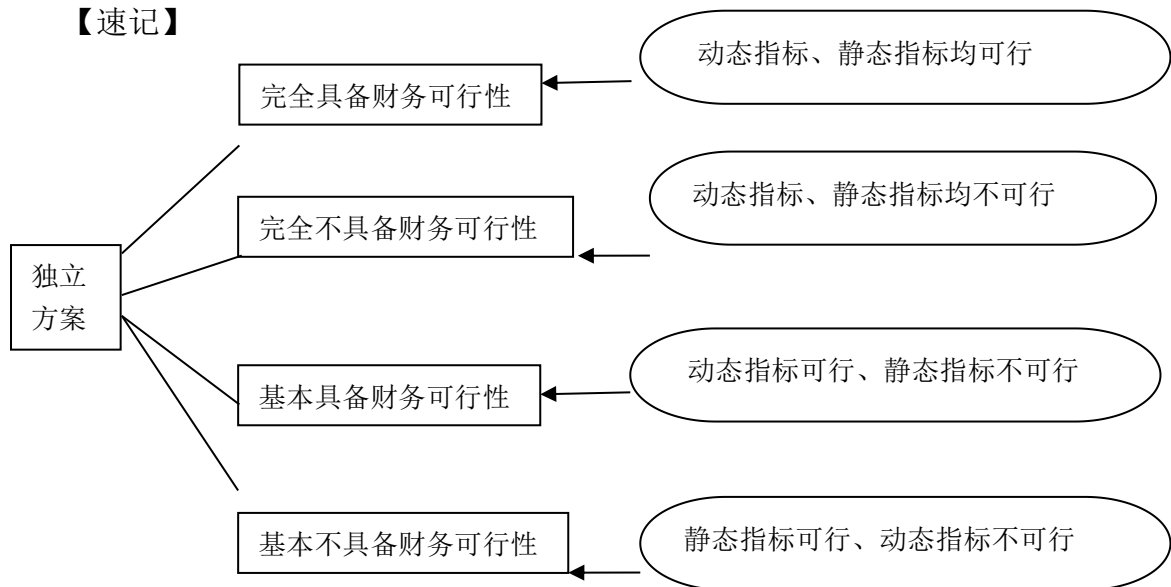 【速记】
动态指标、静态指标均可行
完全具备财务可行性
动态指标、静态指标均不可行
完全不具备财务可行性
独立
方案
动态指标可行、静态指标不可行
基本具备财务可行性
静态指标可行、动态指标不可行
基本不具备财务可行性